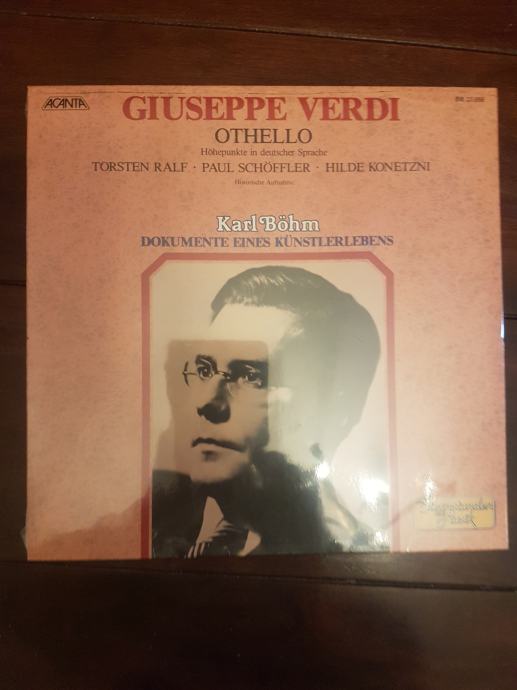 ACANTA
GIUSEPPE VERDI
OTHELLO
Höhepunkte in deutscher Sprache
TORSTEN RALF · PAUL SCHÖFFLER · HILDE KONETZNI
Historische Aufnahme
Karl Böhm
DOKUMENTE EINES KÜNSTLERLEBENS